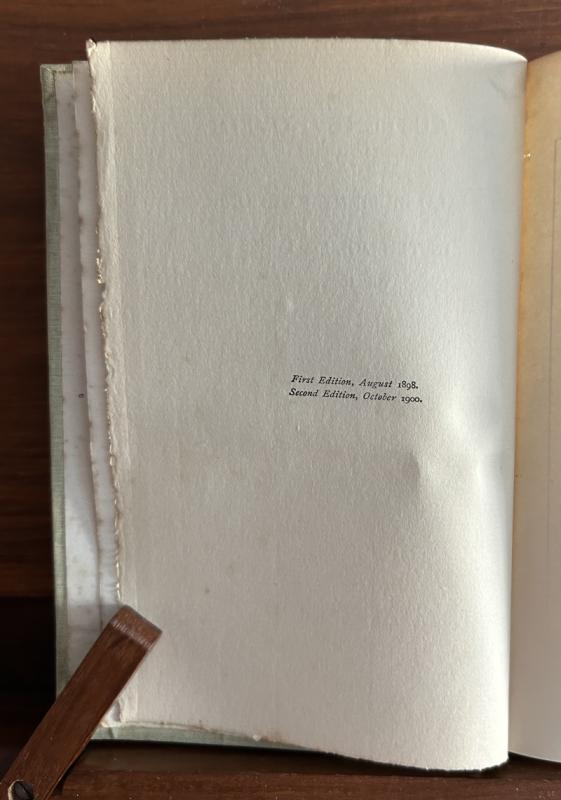 First Edition, August 1898.
Second Edition, October 1900.